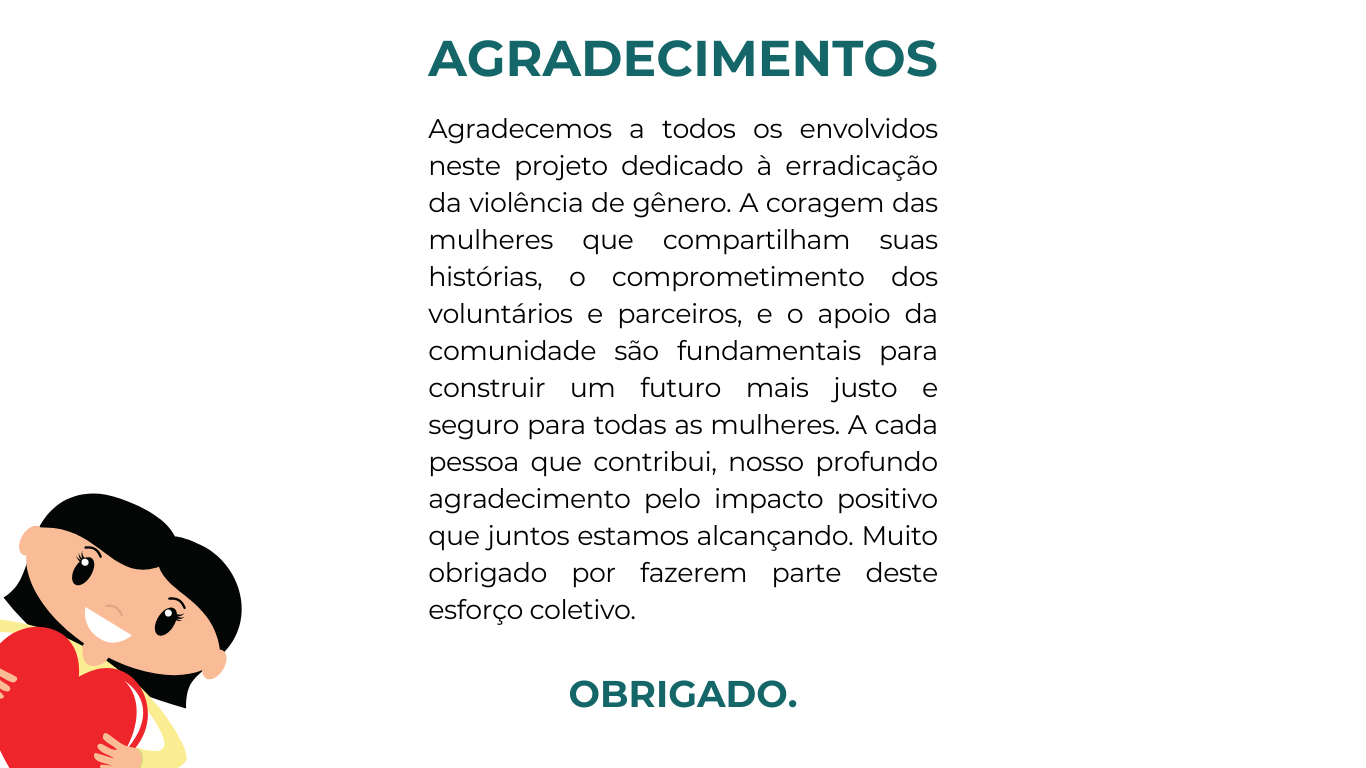 AGRADECIMENTOS
Agradecemos a todos os envolvidos
neste projeto dedicado à erradicação
da violência de gênero. A coragem das
mulheres que compartilham suas
histórias, o comprometimento dos
voluntários e parceiros, e o apoio da
comunidade são fundamentais para
construir um futuro mais justo e
seguro para todas as mulheres. A cada
pessoa que contribui, nosso profundo
agradecimento pelo impacto positivo
que juntos estamos alcançando. Muito
obrigado por fazerem parte deste
esforço coletivo.
OBRIGADO.